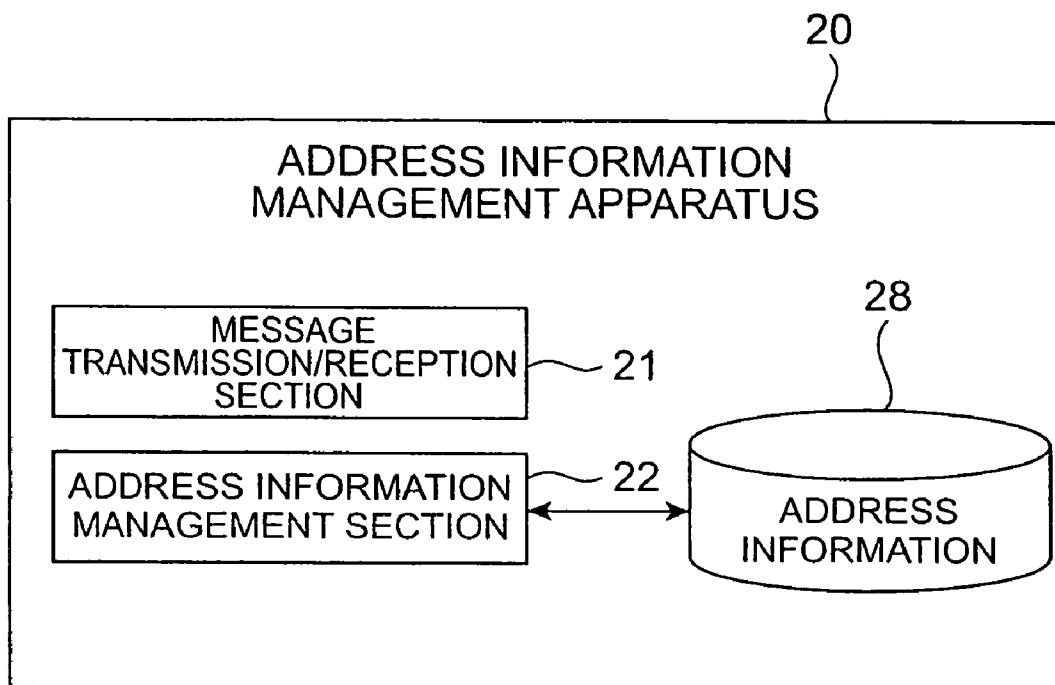 20
ADDRESS INFORMATION
MANAGEMENT APPARATUS
28
MESSAGE
TRANSMISSION/RECEPTION
SECTION
21
ADDRESS INFORMATION
MANAGEMENT SECTION
22
ADDRESS
INFORMATION